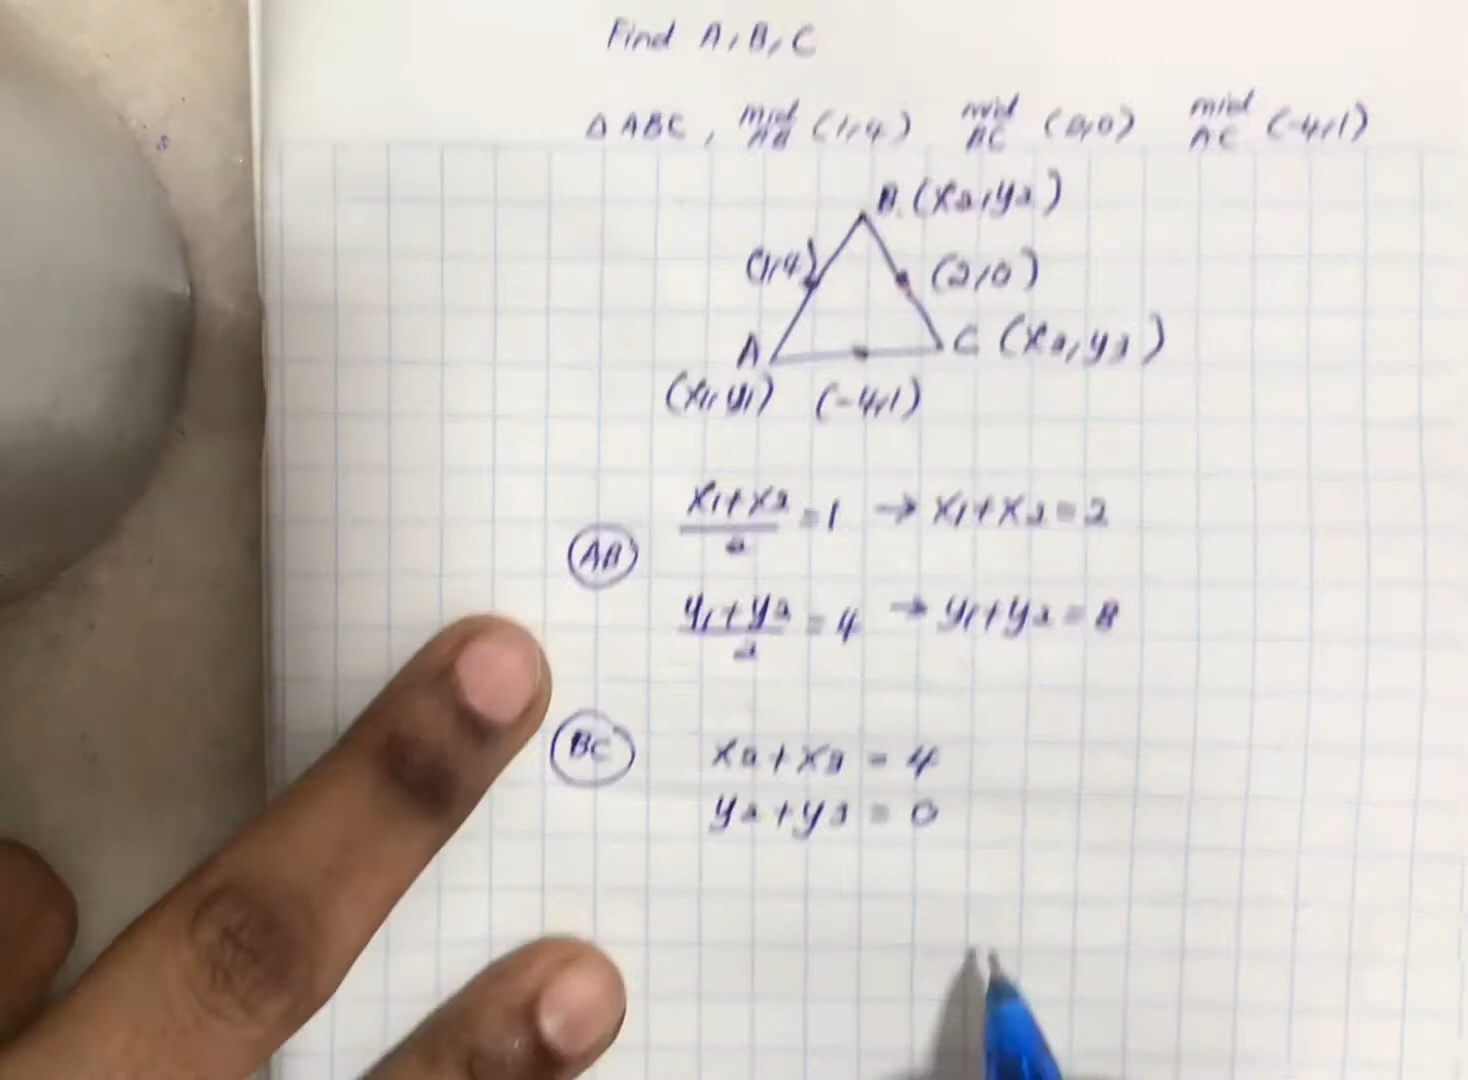 Find A, B, C
Δ ABC, mid AB (1,4) mid BC (2,0) mid AC (-4,1)
B (x2,y2)
(1,4) (2,0)
A C (x3,y3)
(x1,y1) (-4,1)
x1+x2/2 = 1 → x1+x2 = 2
AB
y1+y2/2 = 4 → y1+y2 = 8
BC x2+x3 = 4
y2+y3 = 0